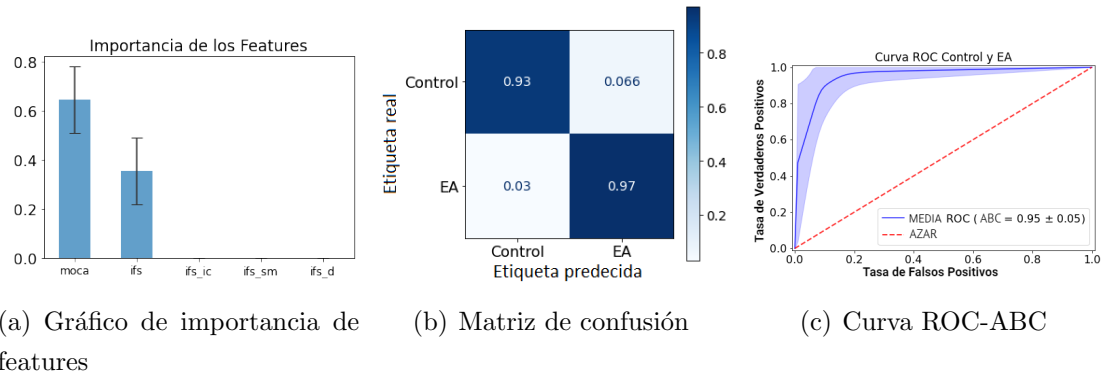 Importancia de los Features
0.8
0.6
0.4
0.2
0.0
moca ifs ifs_ic ifs_sm ifs_d
Etiqueta real
Control 0.93 0.066
EA 0.03 0.97
Control EA
Etiqueta predecida
0.8
0.6
0.4
0.2
Curva ROC Control y EA
Tasa de Verdaderos Positivos
1.0
0.8
0.6
0.4
0.2
0.0
MEDIA ROC ( ABC = 0.95 ± 0.05)
AZAR
0.0 0.2 0.4 0.6 0.8 1.0
Tasa de Falsos Positivos
(a) Gráfico de importancia de
features
(b) Matriz de confusión
(c) Curva ROC-ABC